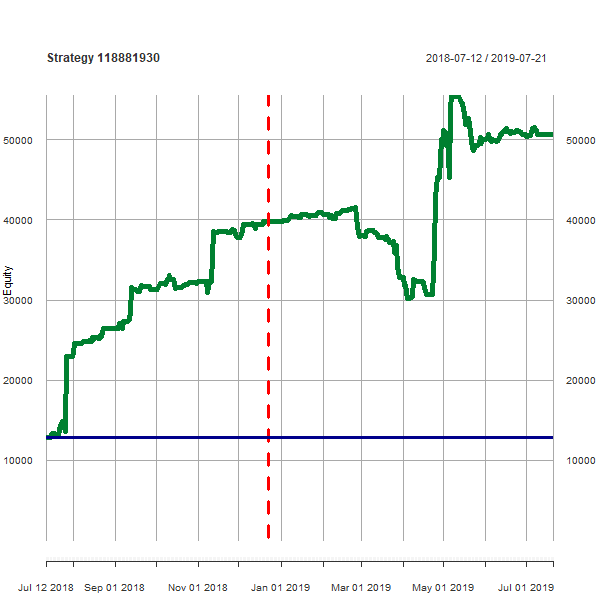 Strategy 118881930 2018-07-12 / 2019-07-21
50000 50000
40000 40000
Equity
30000 30000
20000 20000
10000 10000
Jul 12 2018 Sep 01 2018 Nov 01 2018 Jan 01 2019 Mar 01 2019 May 01 2019 Jul 01 2019